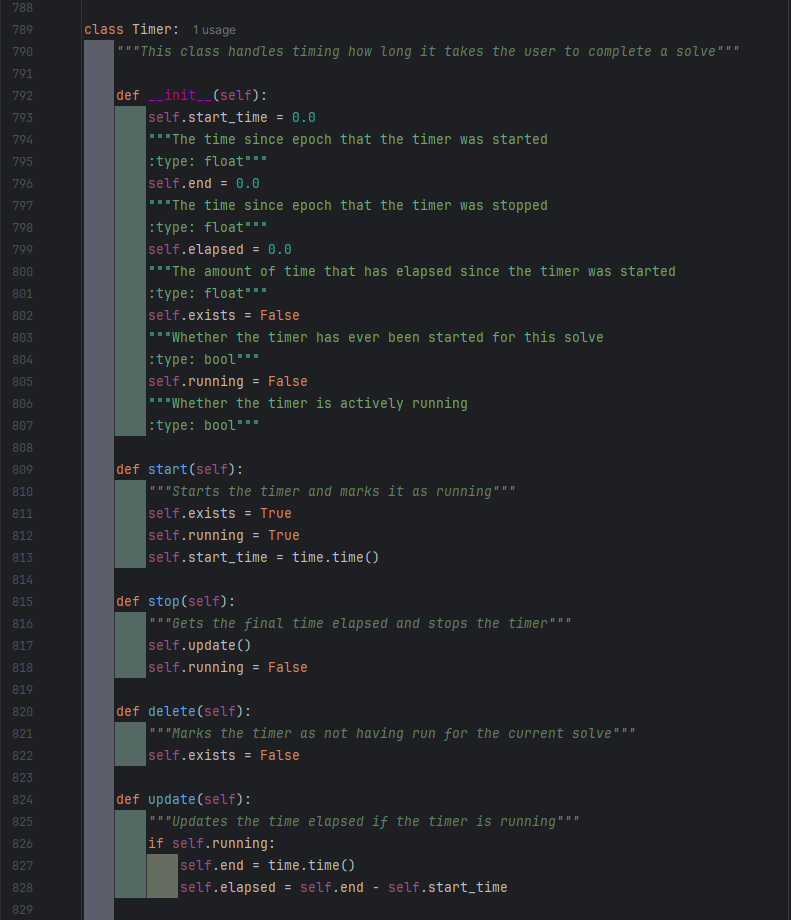 788
789 class Timer: 1 usage
790 """This class handles timing how long it takes the user to complete a solve"""
791
792 def __init__(self):
793 self.start_time = 0.0
794 """The time since epoch that the timer was started
795 :type: float"""
796 self.end = 0.0
797 """The time since epoch that the timer was stopped
798 :type: float"""
799 self.elapsed = 0.0
800 """The amount of time that has elapsed since the timer was started
801 :type: float"""
802 self.exists = False
803 """Whether the timer has ever been started for this solve
804 :type: bool"""
805 self.running = False
806 """Whether the timer is actively running
807 :type: bool"""
808
809 def start(self):
810 """Starts the timer and marks it as running"""
811 self.exists = True
812 self.running = True
813 self.start_time = time.time()
814
815 def stop(self):
816 """Gets the final time elapsed and stops the timer"""
817 self.update()
818 self.running = False
819
820 def delete(self):
821 """Marks the timer as not having run for the current solve"""
822 self.exists = False
823
824 def update(self):
825 """Updates the time elapsed if the timer is running"""
826 if self.running:
827 self.end = time.time()
828 self.elapsed = self.end - self.start_time
829